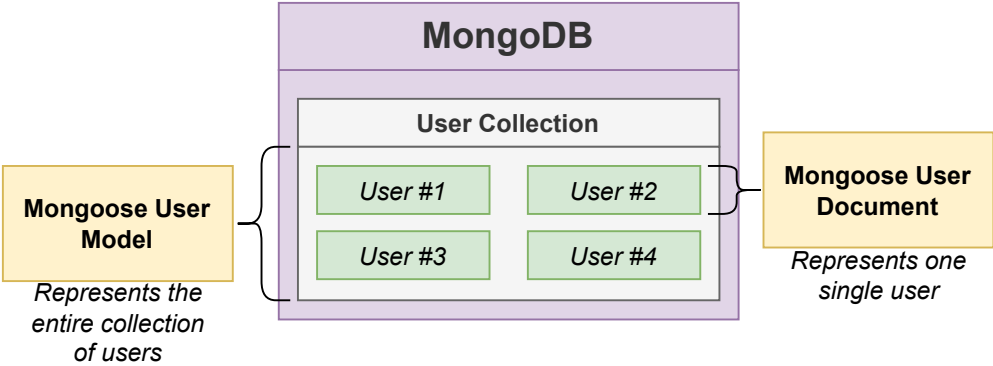 MongoDB
User Collection
Mongoose User
Model
Represents the
entire collection
of users
User #1
User #2
User #3
User #4
Mongoose User
Document
Represents one
single user